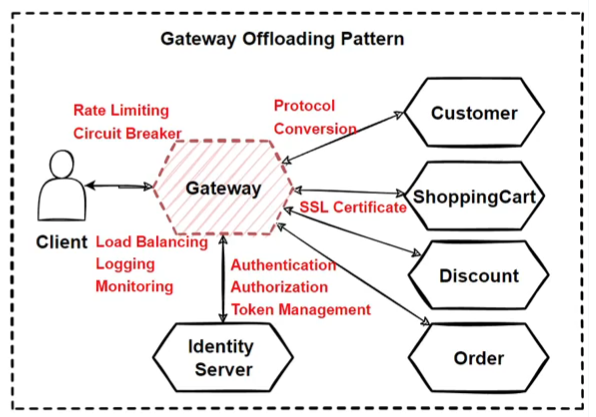 Gateway Offloading Pattern
Rate Limiting
Circuit Breaker
Protocol
Conversion
Customer
Gateway
ShoppingCart
SSL Certificate
Client
Load Balancing
Logging
Monitoring
Authentication
Authorization
Token Management
Discount
Identity
Server
Order